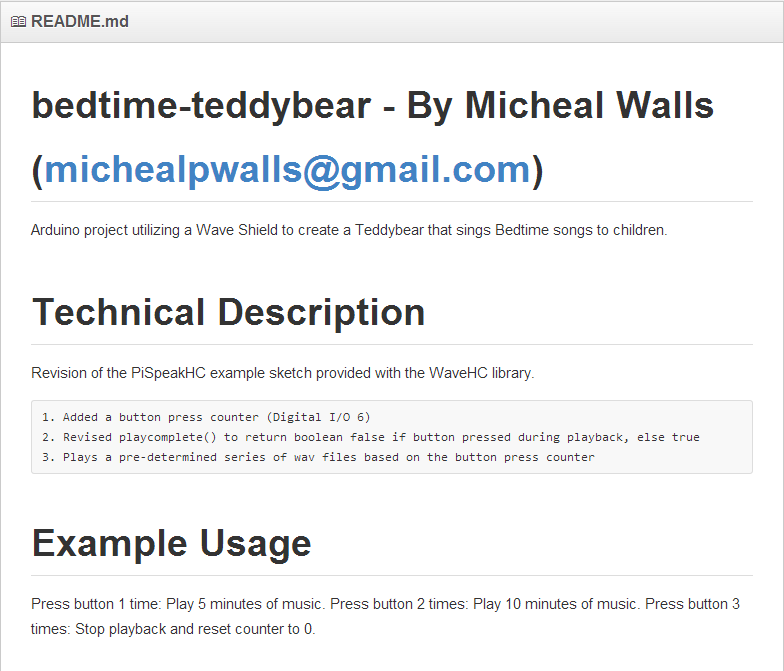 README.md
bedtime-teddybear - By Micheal Walls
(michealpwalls@gmail.com)
Arduino project utilizing a Wave Shield to create a Teddybear that sings Bedtime songs to children.
Technical Description
Revision of the PiSpeakHC example sketch provided with the WaveHC library.
1. Added a button press counter (Digital I/O 6)
2. Revised playcomplete() to return boolean false if button pressed during playback, else true
3. Plays a pre-determined series of wav files based on the button press counter
Example Usage
Press button 1 time: Play 5 minutes of music. Press button 2 times: Play 10 minutes of music. Press button 3
times: Stop playback and reset counter to 0.